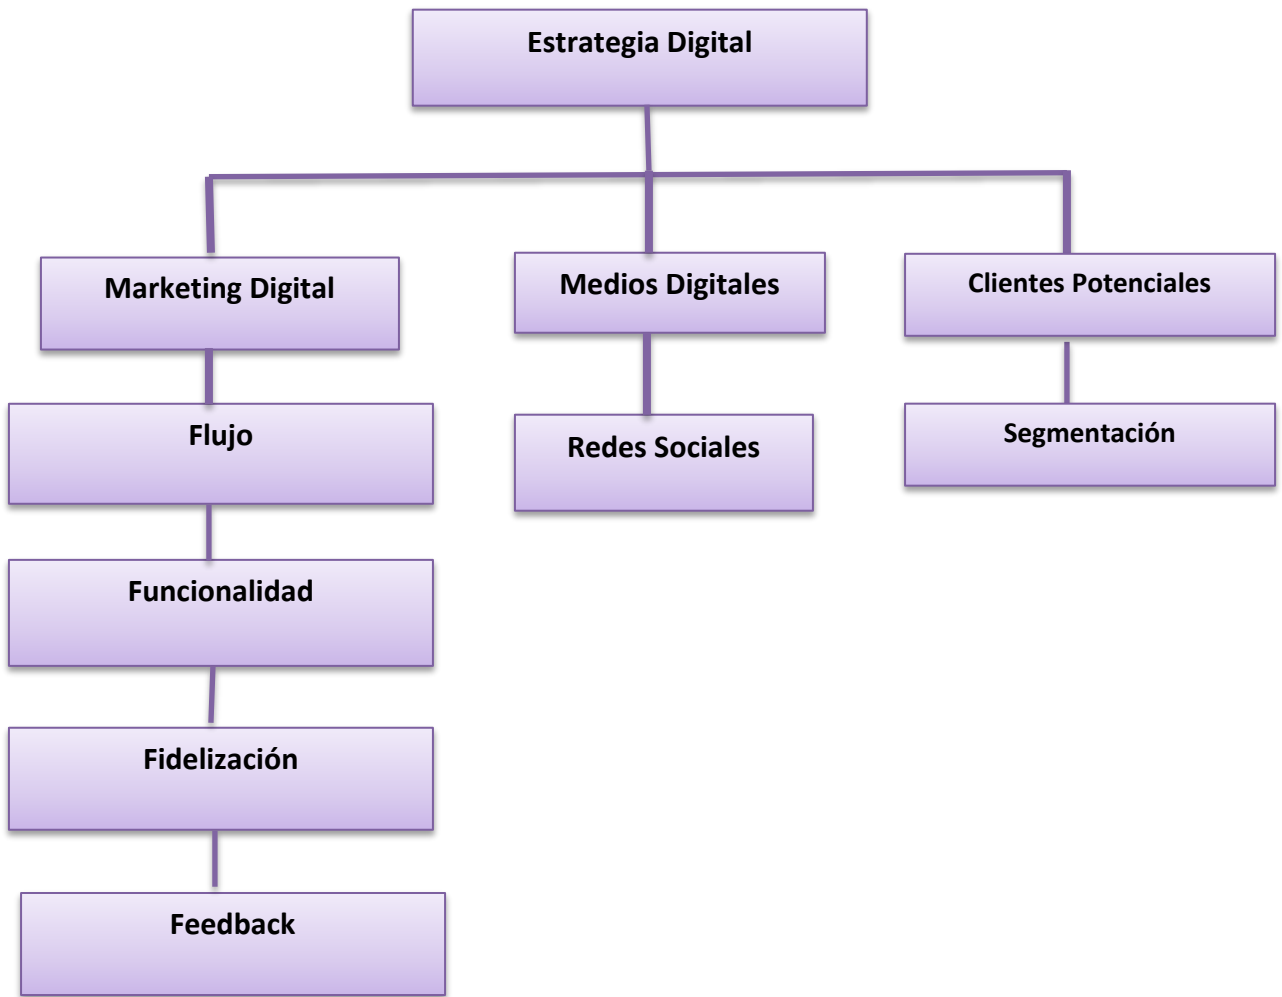 Estrategia Digital
Marketing Digital
Medios Digitales
Clientes Potenciales
Flujo
Redes Sociales
Segmentación
Funcionalidad
Fidelización
Feedback